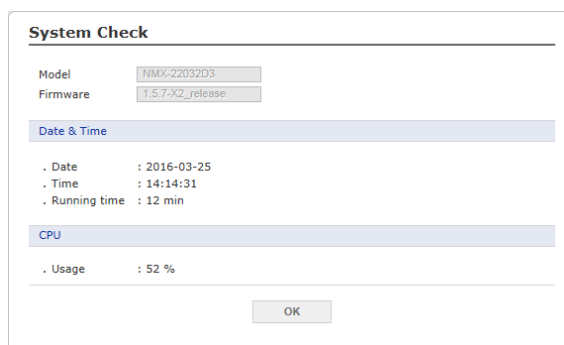 System Check
Model NMX-22032D3
Firmware 1.5.7-X2_release
Date & Time
. Date : 2016-03-25
. Time : 14:14:31
. Running time : 12 min
CPU
. Usage : 52 %
OK